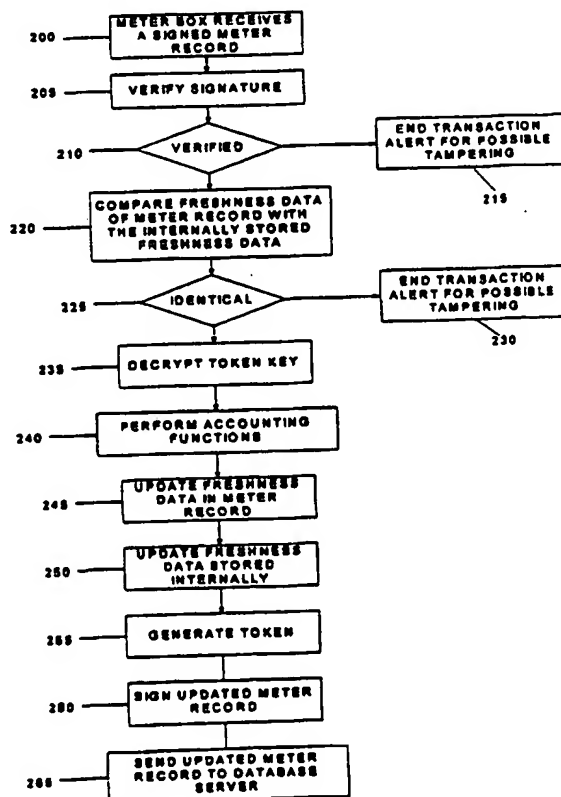 200
METER BOX RECEIVES
A SIGNED METER
RECORD
205
VERIFY SIGNATURE
210
VERIFIED
END TRANSACTION
ALERT FOR POSSIBLE
TAMPERING
215
220
COMPARE FRESHNESS DATA
OF METER RECORD WITH
THE INTERNALLY STORED
FRESHNESS DATA
225
IDENTICAL
END TRANSACTION
ALERT FOR POSSIBLE
TAMPERING
230
235
DECRYPT TOKEN KEY
240
PERFORM ACCOUNTING
FUNCTIONS
245
UPDATE FRESHNESS
DATA IN METER
RECORD
250
UPDATE FRESHNESS
DATA STORED
INTERNALLY
255
GENERATE TOKEN
260
SIGN UPDATED METER
RECORD
265
SEND UPDATED METER
RECORD TO DATABASE
SERVER